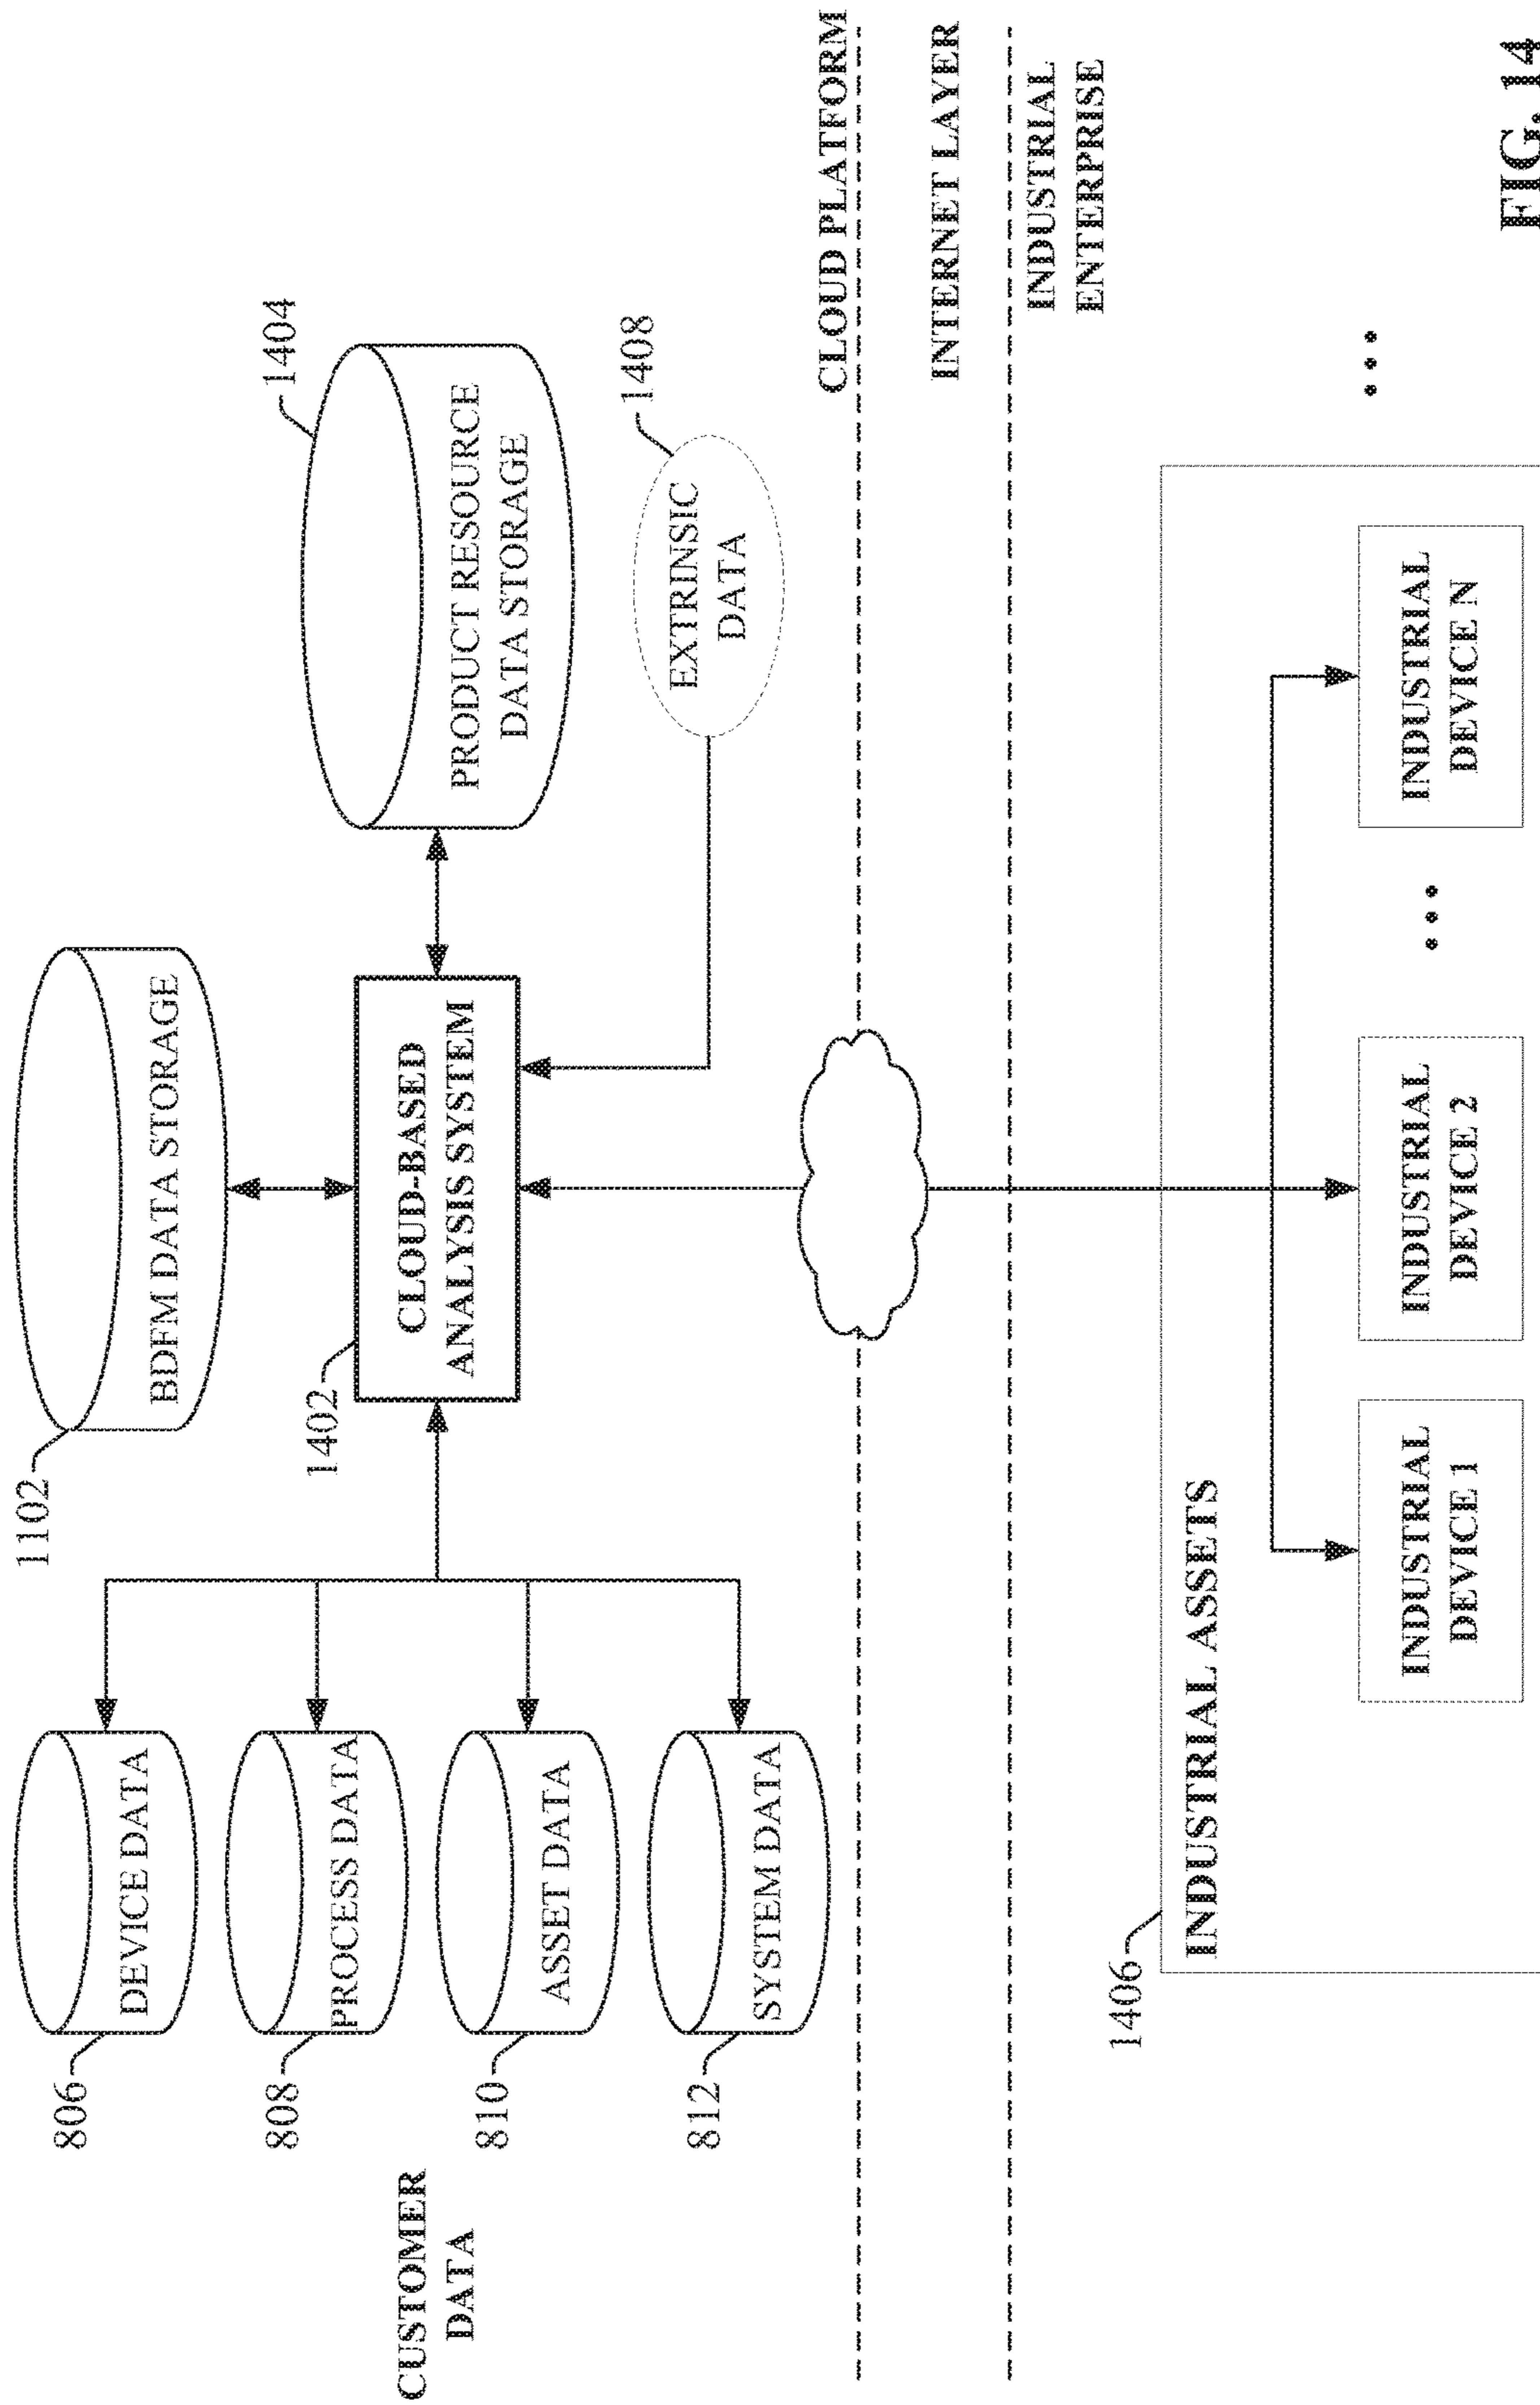 1102
BDFM DATA STORAGE
806
DEVICE DATA
808
PROCESS DATA
810
ASSET DATA
812
SYSTEM DATA
CUSTOMER
DATA
1402
CLOUD-BASED
ANALYSIS SYSTEM
1404
PRODUCT RESOURCE
DATA STORAGE
1408
EXTRINSIC
DATA
CLOUD PLATFORM
INTERNET LAYER
INDUSTRIAL
ENTERPRISE
1406
INDUSTRIAL ASSETS
INDUSTRIAL
DEVICE 1
INDUSTRIAL
DEVICE 2
• • •
INDUSTRIAL
DEVICE N
• • •
FIG. 14